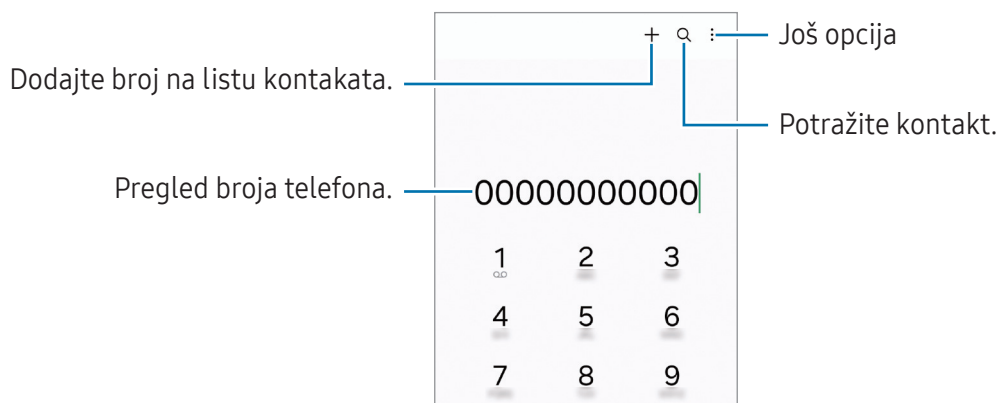 Još opcija
Dodajte broj na listu kontakata.
Potražite kontakt.
Pregled broja telefona.
00000000000
1 2 3
4 5 6
7 8 9